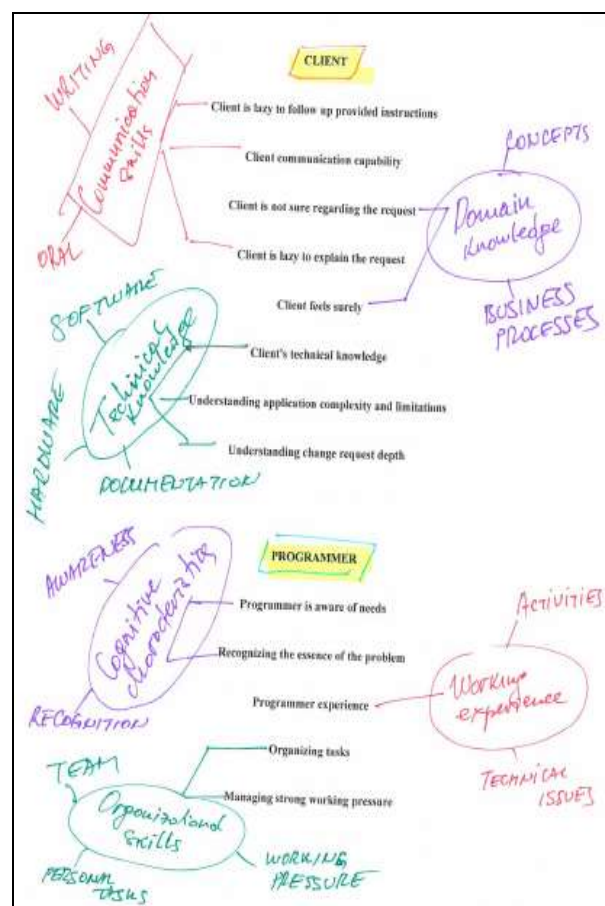 CLIENT
WRITING
Communication
Skills
ORAL
Client is lazy to follow up provided instructions
Client communication capability
Client is not sure regarding the request
Client is lazy to explain the request
Client feels surely
CONCEPTS
Domain
knowledge
BUSINESS
PROCESSES
SOFTWARE
Technical
knowledge
HARDWARE
DOCUMENTATION
Client's technical knowledge
Understanding application complexity and limitations
Understanding change request depth
PROGRAMMER
AWARENESS
Cognitive
characteristics
RECOGNITION
Programmer is aware of needs
Recognizing the essence of the problem
Programmer experience
Organizing tasks
Managing strong working pressure
ACTIVITIES
Working
experience
TECHNICAL
ISSUES
TEAM
Organizational
skills
PERSONAL
TASKS
WORKING
PRESSURE